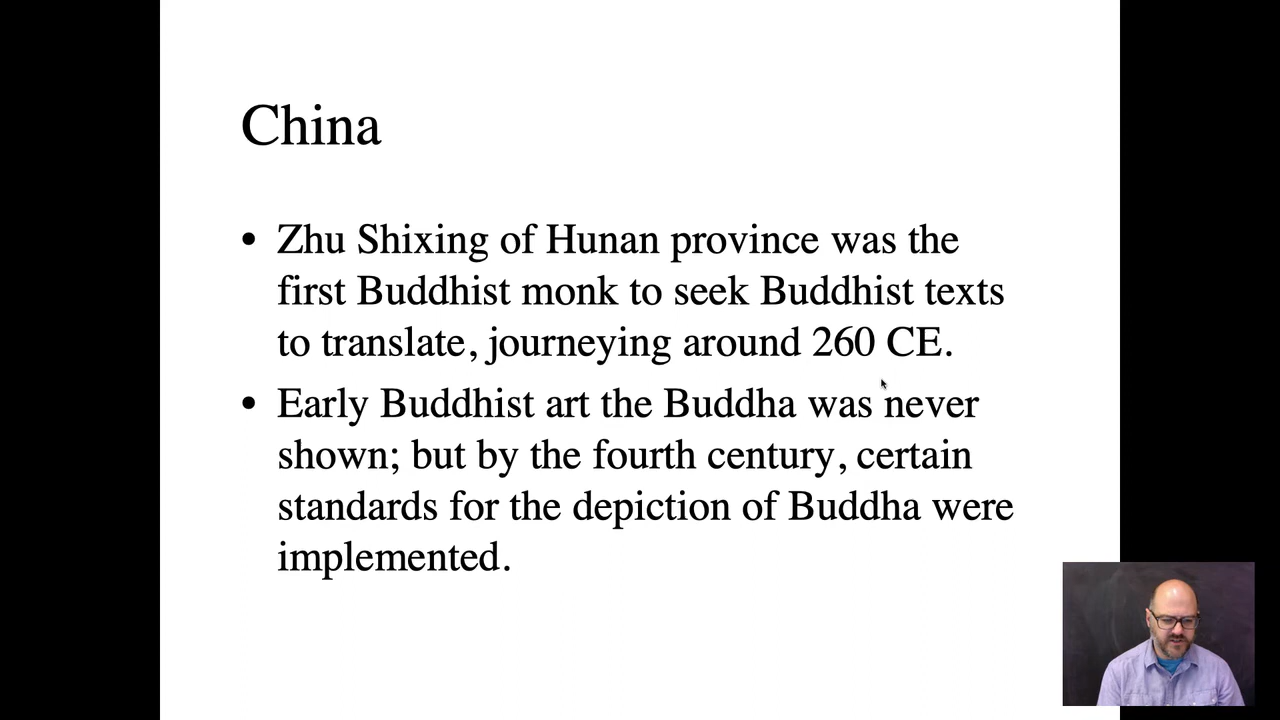 China
• Zhu Shixing of Hunan province was the
first Buddhist monk to seek Buddhist texts
to translate, journeying around 260 CE.
• Early Buddhist art the Buddha was never
shown; but by the fourth century, certain
standards for the depiction of Buddha were
implemented.